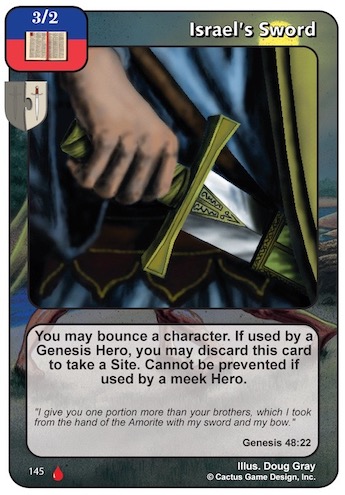 3/2
Israel's Sword
You may bounce a character. If used by a
Genesis Hero, you may discard this card
to take a Site. Cannot be prevented if
used by a meek Hero.
"I give you one portion more than your brothers, which I took
from the hand of the Amorite with my sword and my bow."
Genesis 48:22
Illus. Doug Gray
145
© Cactus Game Design, Inc.